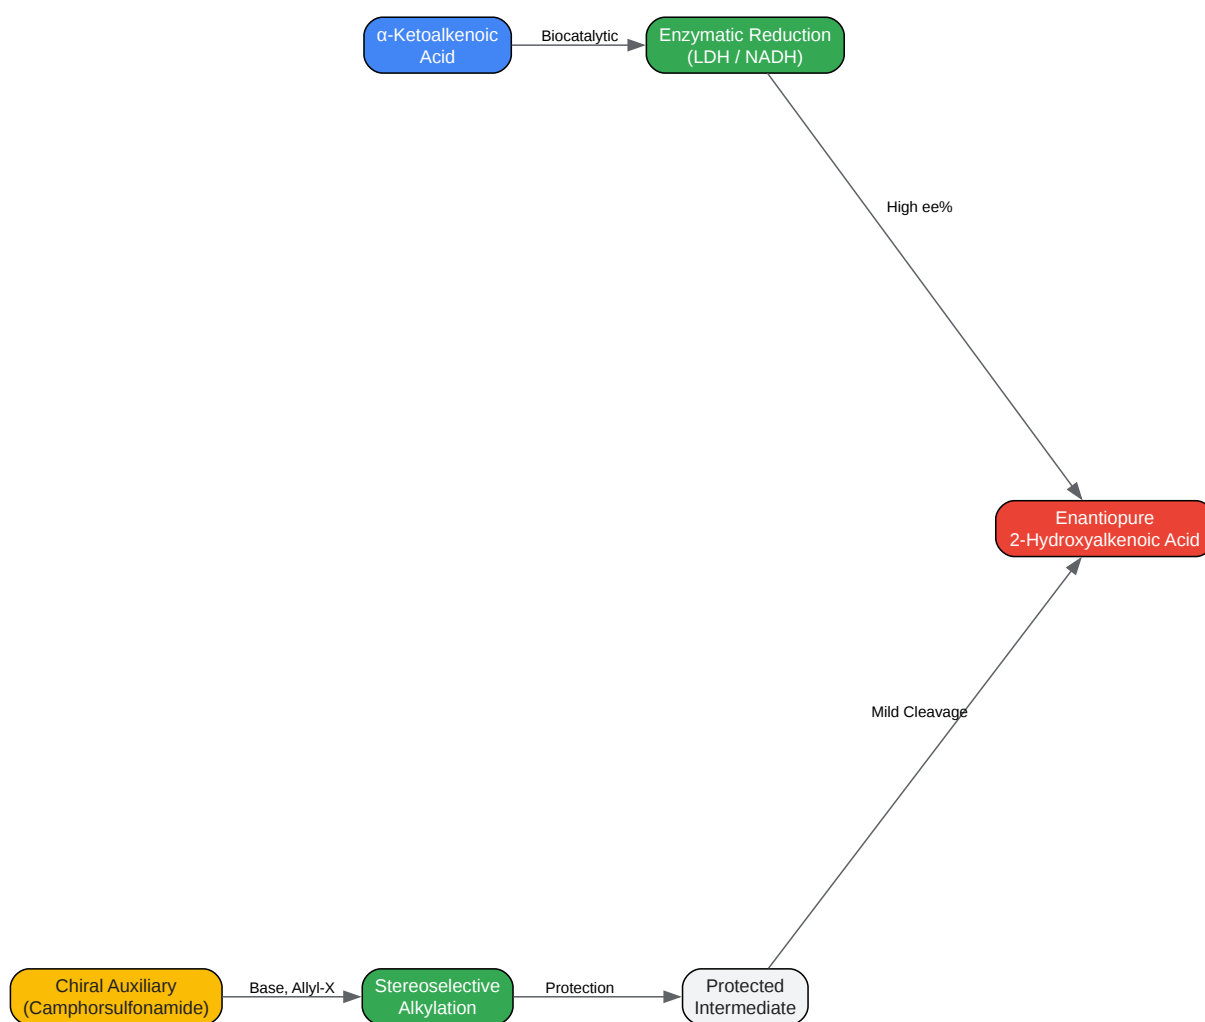 α-Ketoalkenoic
Acid
Biocatalytic
Enzymatic Reduction
(LDH / NADH)
High ee%
Enantiopure
2-Hydroxyalkenoic Acid
Mild Cleavage
Chiral Auxiliary
(Camphorsulfonamide)
Base, Allyl-X
Stereoselective
Alkylation
Protection
Protected
Intermediate